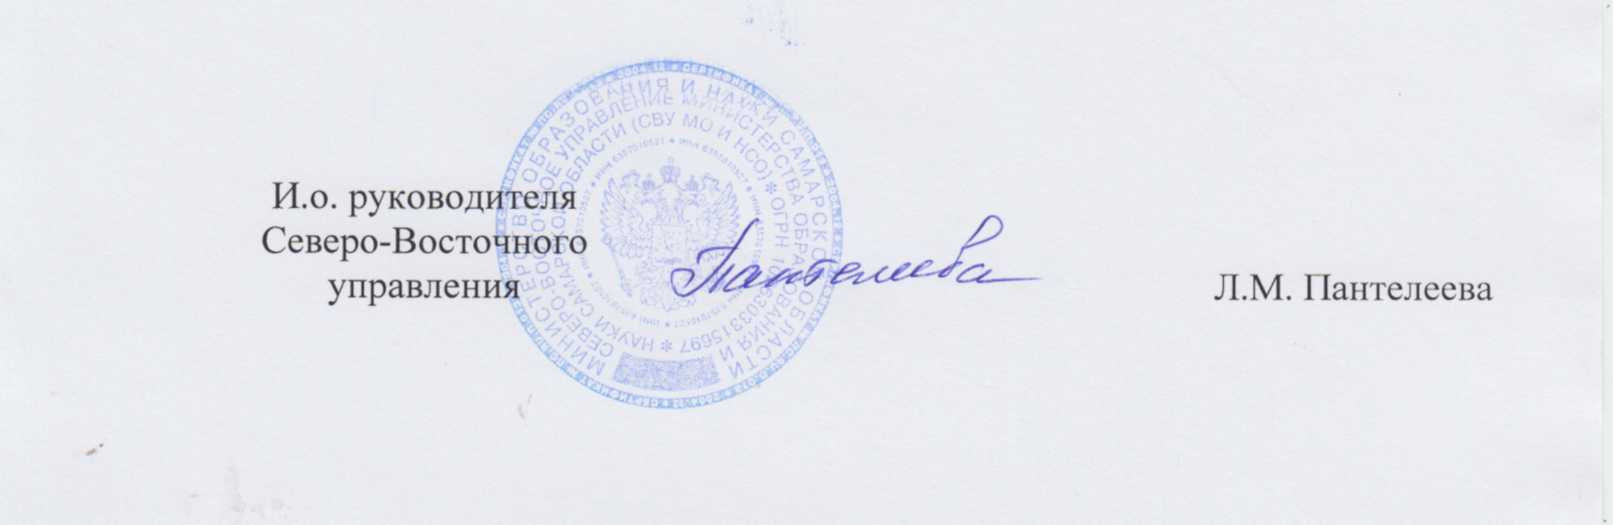 И.о. руководителя
Северо-Восточного
управления
Пантелеева
Л.М. Пантелеева
МИНИСТЕРСТВО ОБРАЗОВАНИЯ И НАУКИ САМАРСКОЙ ОБЛАСТИ
СЕВЕРО-ВОСТОЧНОЕ УПРАВЛЕНИЕ МИНИСТЕРСТВА ОБРАЗОВАНИЯ И
НАУКИ САМАРСКОЙ ОБЛАСТИ (СВУ МО И НСО) * ОГРН